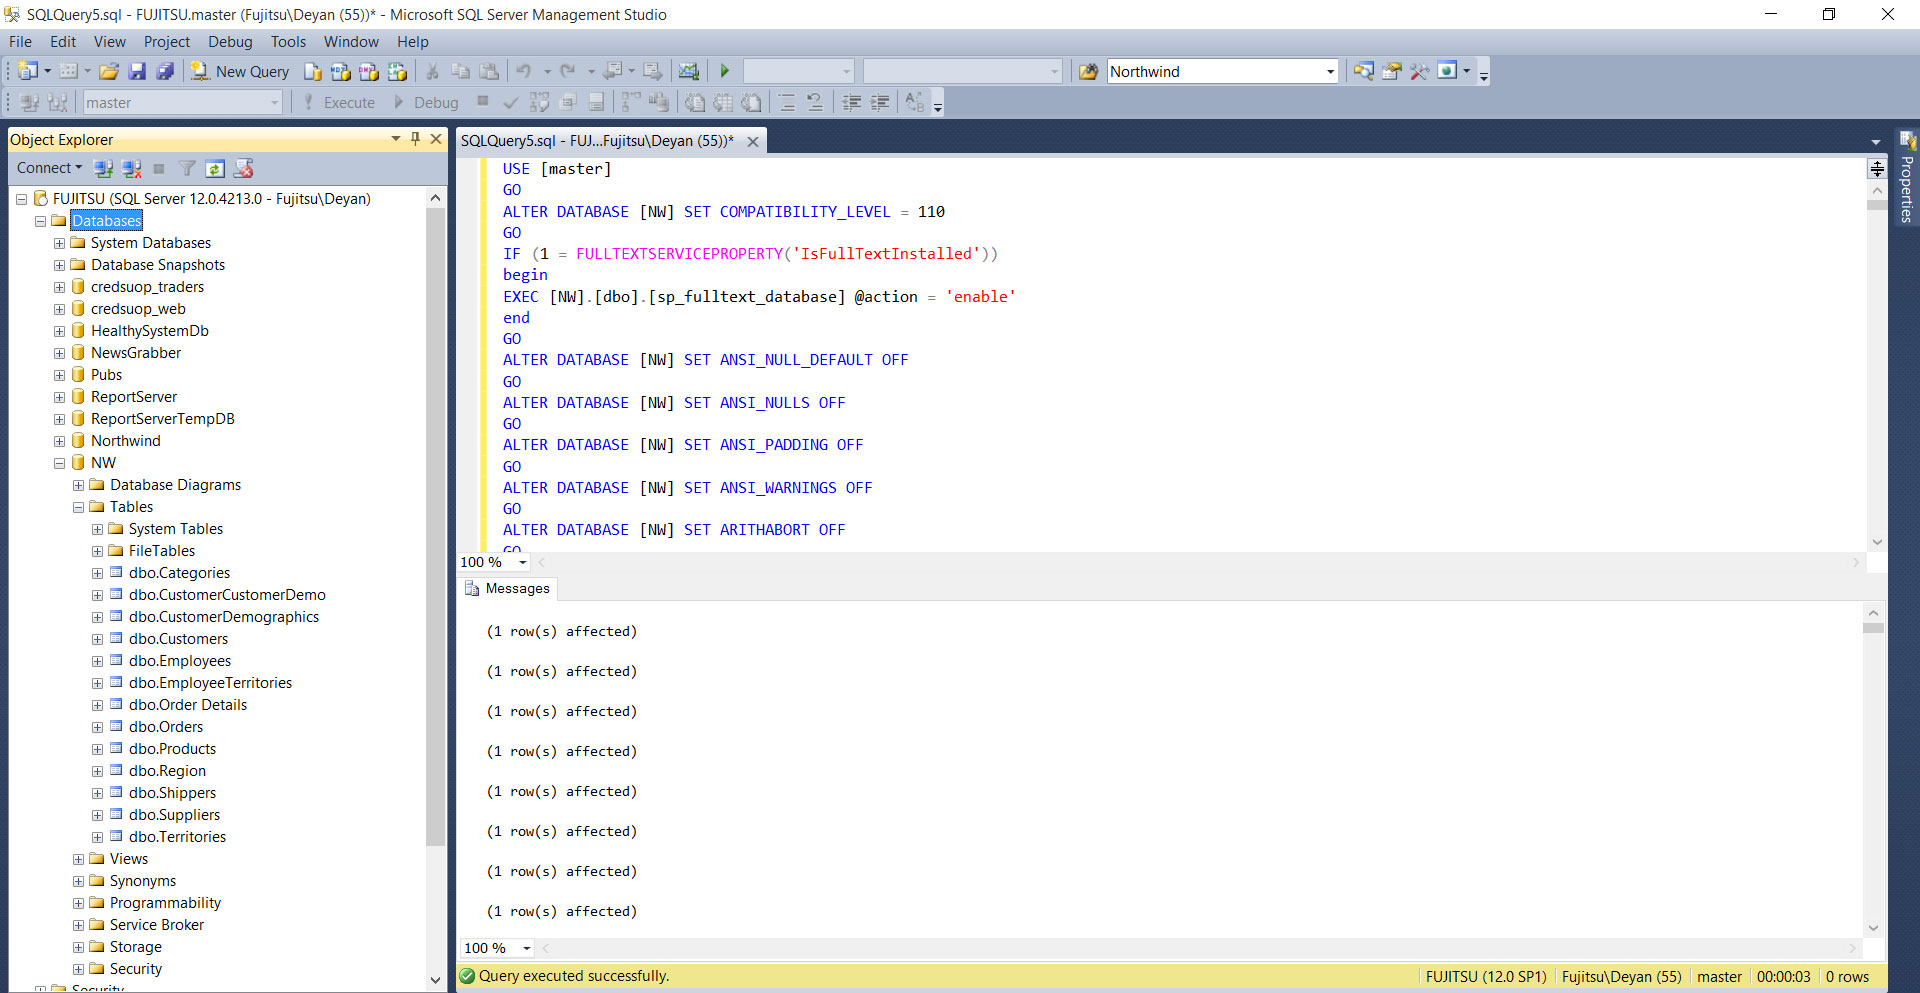 SQLQuery5.sql - FUJITSU.master (Fujitsu\Deyan (55))* - Microsoft SQL Server Management Studio
File Edit View Project Debug Tools Window Help
New Query Northwind
master Execute Debug
Object Explorer
Connect
FUJITSU (SQL Server 12.0.4213.0 - Fujitsu\Deyan)
Databases
System Databases
Database Snapshots
credsuop_traders
credsuop_web
HealthySystemDb
NewsGrabber
Pubs
ReportServer
ReportServerTempDB
Northwind
NW
Database Diagrams
Tables
System Tables
FileTables
dbo.Categories
dbo.CustomerCustomerDemo
dbo.CustomerDemographics
dbo.Customers
dbo.Employees
dbo.EmployeeTerritories
dbo.Order Details
dbo.Orders
dbo.Products
dbo.Region
dbo.Shippers
dbo.Suppliers
dbo.Territories
Views
Synonyms
Programmability
Service Broker
Storage
Security
Security
SQLQuery5.sql - FUJ...Fujitsu\Deyan (55))*
USE [master]
GO
ALTER DATABASE [NW] SET COMPATIBILITY_LEVEL = 110
GO
IF (1 = FULLTEXTSERVICEPROPERTY('IsFullTextInstalled'))
begin
EXEC [NW].[dbo].[sp_fulltext_database] @action = 'enable'
end
GO
ALTER DATABASE [NW] SET ANSI_NULL_DEFAULT OFF
GO
ALTER DATABASE [NW] SET ANSI_NULLS OFF
GO
ALTER DATABASE [NW] SET ANSI_PADDING OFF
GO
ALTER DATABASE [NW] SET ANSI_WARNINGS OFF
GO
ALTER DATABASE [NW] SET ARITHABORT OFF
GO
100 %
Messages
(1 row(s) affected)
(1 row(s) affected)
(1 row(s) affected)
(1 row(s) affected)
(1 row(s) affected)
(1 row(s) affected)
(1 row(s) affected)
(1 row(s) affected)
100 %
Query executed successfully. FUJITSU (12.0 SP1) Fujitsu\Deyan (55) master 00:00:03 0 rows
Properties